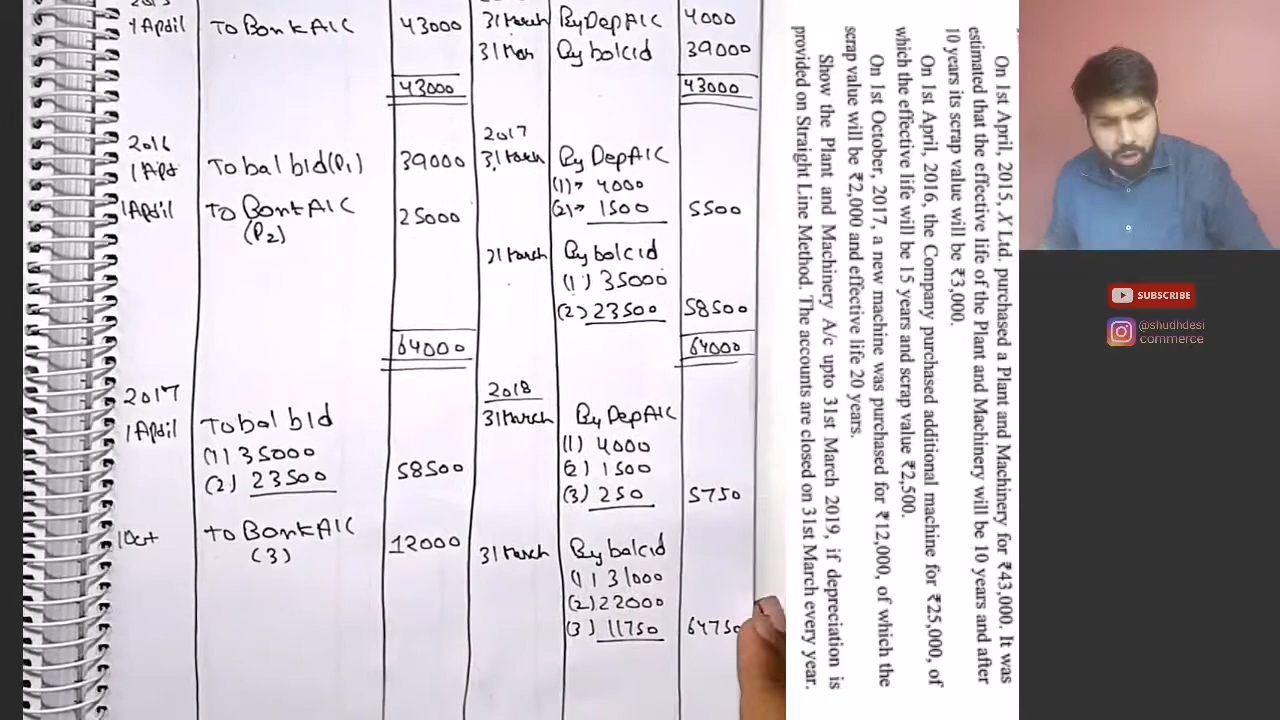 1 April To Bank A/C 43000 31 March By Dep A/C 4000
31 Mar By bal c/d 39000
43000 43000
2016 2017
1 Apr To bal b/d (P1) 39000 31 March By Dep A/C
(1)→ 4000
1 April To Bank A/C 25000 (2)→ 1500 5500
(P2)
31 March By bal c/d
(1) 35000
(2) 23500 58500
64000 64000
2017 2018
1 April To bal b/d 31 March By Dep A/C
(1) 35000 (1) 4000
(2) 23500 58500 (2) 1500
(3) 250 5750
1 Oct To Bank A/C 12000 31 March By bal c/d
(3) (1) 31000
(2) 22000
(3) 11750 64750
On 1st April, 2015, X Ltd. purchased a Plant and Machinery for ₹43,000. It was
estimated that the effective life of the Plant and Machinery will be 10 years and after
10 years its scrap value will be ₹3,000.
On 1st April, 2016, the Company purchased additional machine for ₹25,000, of
which the effective life will be 15 years and scrap value ₹2,500.
On 1st October, 2017, a new machine was purchased for ₹12,000, of which the
scrap value will be ₹2,000 and effective life 20 years.
Show the Plant and Machinery A/c upto 31st March 2019, if depreciation is
provided on Straight Line Method. The accounts are closed on 31st March every year.
SUBSCRIBE
@shudhdesi
commerce